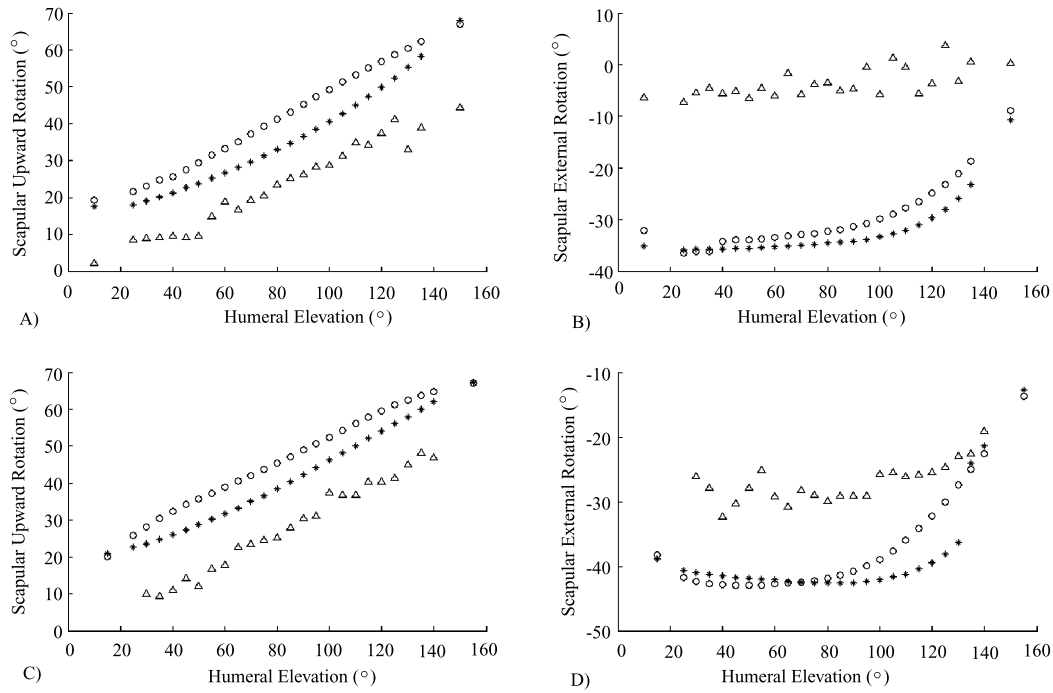 70
60
50
40
30
20
10
0
Scapular Upward Rotation (°)
0 20 40 60 80 100 120 140 160
Humeral Elevation (°)
A)
10
0
-10
-20
-30
-40
Scapular External Rotation (°)
0 20 40 60 80 100 120 140 160
Humeral Elevation (°)
B)
70
60
50
40
30
20
10
0
Scapular Upward Rotation (°)
0 20 40 60 80 100 120 140 160
Humeral Elevation (°)
C)
-10
-20
-30
-40
-50
Scapular External Rotation (°)
0 20 40 60 80 100 120 140 160
Humeral Elevation (°)
D)